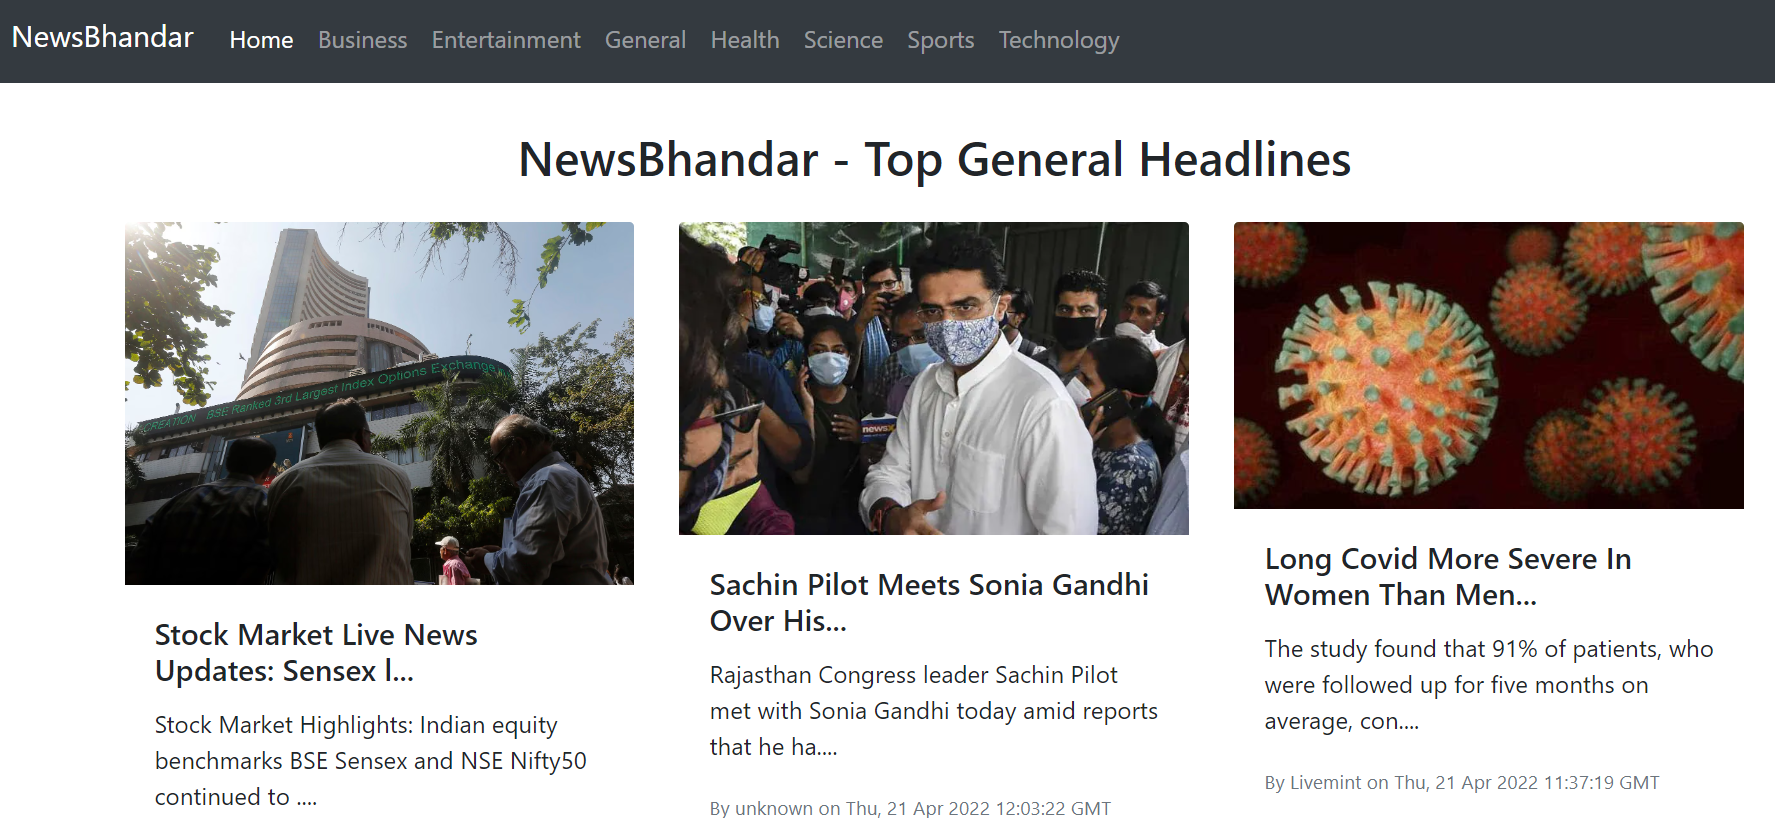 NewsBhandar Home Business Entertainment General Health Science Sports Technology
NewsBhandar - Top General Headlines
CREATION BSE Ranked 3rd Largest Index Options Exchange
Stock Market Live News
Updates: Sensex l...
Stock Market Highlights: Indian equity
benchmarks BSE Sensex and NSE Nifty50
continued to ....
newsx
Sachin Pilot Meets Sonia Gandhi
Over His...
Rajasthan Congress leader Sachin Pilot
met with Sonia Gandhi today amid reports
that he ha....
By unknown on Thu, 21 Apr 2022 12:03:22 GMT
Long Covid More Severe In
Women Than Men...
The study found that 91% of patients, who
were followed up for five months on
average, con....
By Livemint on Thu, 21 Apr 2022 11:37:19 GMT